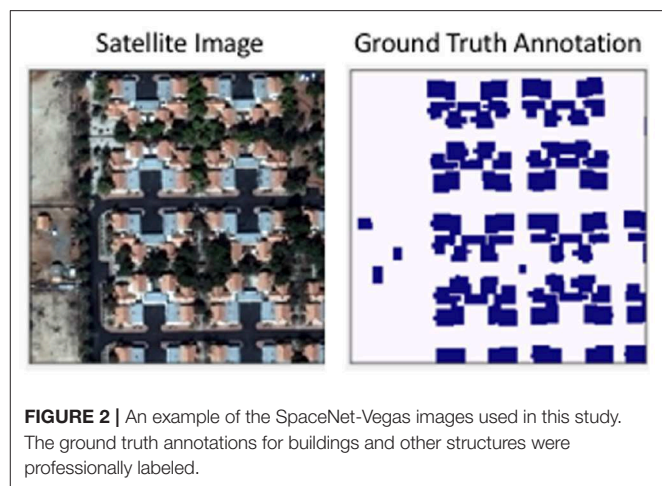 Satellite Image
Ground Truth Annotation
FIGURE 2 | An example of the SpaceNet-Vegas images used in this study.
The ground truth annotations for buildings and other structures were
professionally labeled.